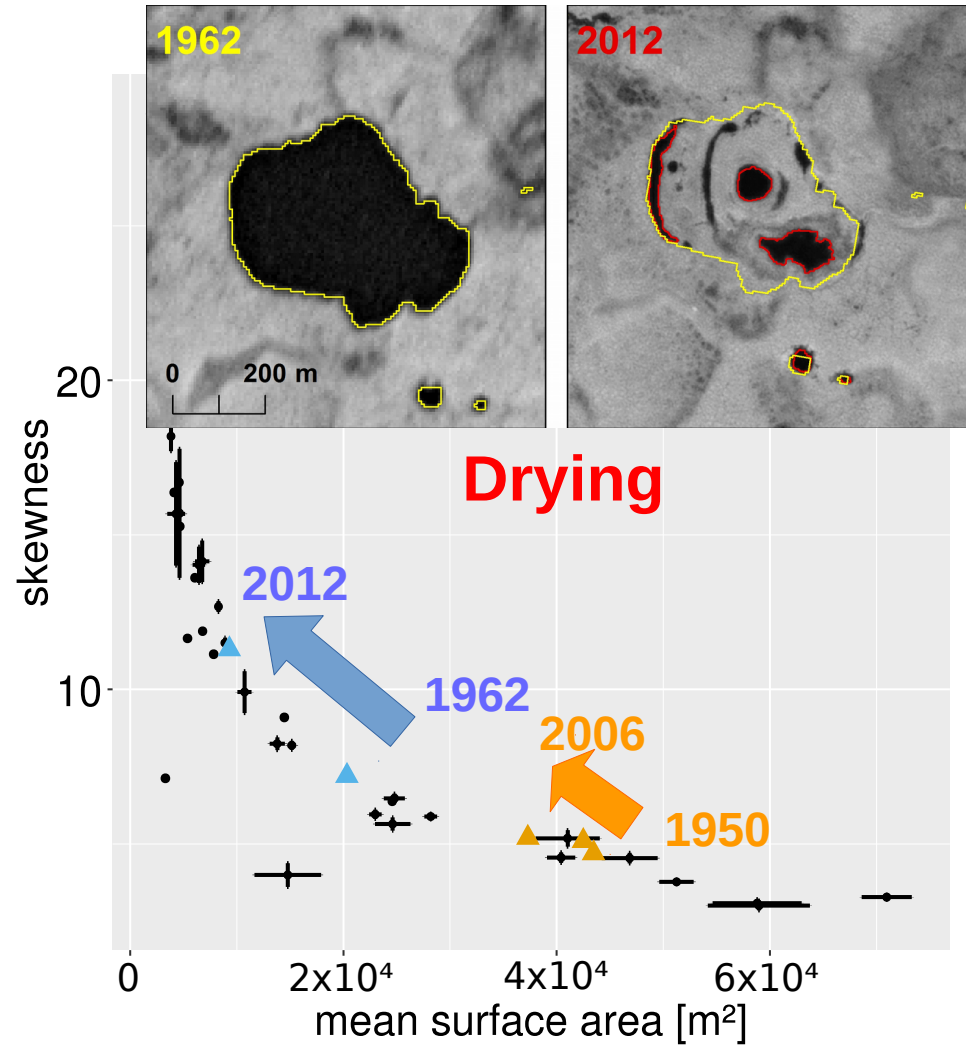 1962
2012
0 200 m
20
Drying
skewness
2012
10
1962
2006
1950
0 2x10⁴ 4x10⁴ 6x10⁴
mean surface area [m²]